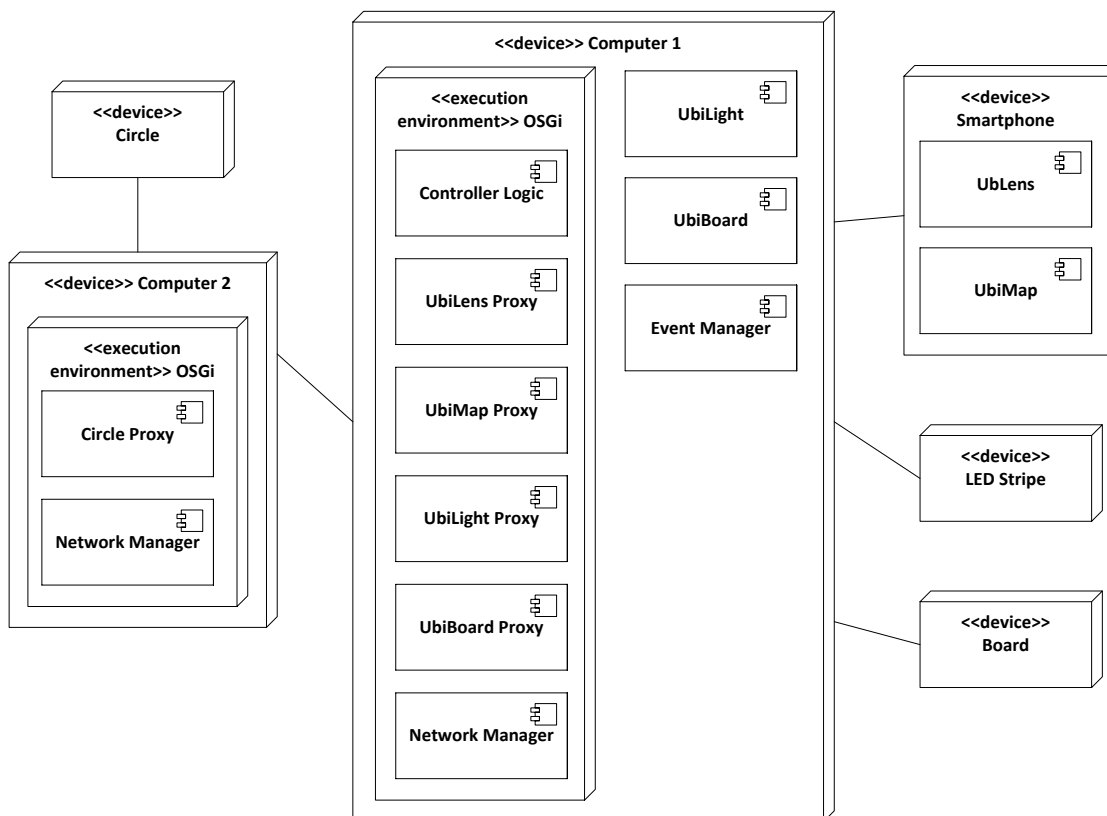 <<device>>
Circle
<<device>> Computer 2
<<execution
environment>> OSGi
Circle Proxy
Network Manager
<<device>> Computer 1
<<execution
environment>> OSGi
Controller Logic
UbiLens Proxy
UbiMap Proxy
UbiLight Proxy
UbiBoard Proxy
Network Manager
UbiLight
UbiBoard
Event Manager
<<device>>
Smartphone
UbLens
UbiMap
<<device>>
LED Stripe
<<device>>
Board